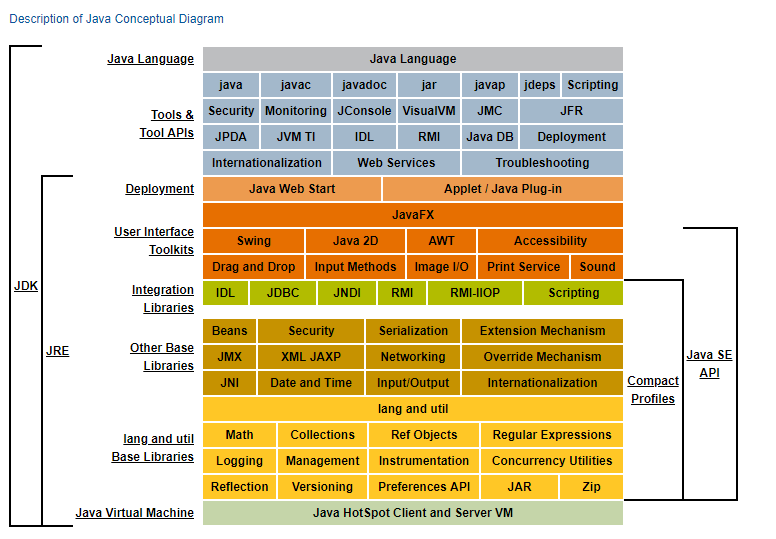 Description of Java Conceptual Diagram
Java Language
Java Language
java javac javadoc jar javap jdeps Scripting
Tools &
Tool APIs
Security Monitoring JConsole VisualVM JMC JFR
JPDA JVM TI IDL RMI Java DB Deployment
Internationalization Web Services Troubleshooting
Deployment
Java Web Start Applet / Java Plug-in
JavaFX
User Interface
Toolkits
Swing Java 2D AWT Accessibility
Drag and Drop Input Methods Image I/O Print Service Sound
Integration
Libraries
IDL JDBC JNDI RMI RMI-IIOP Scripting
JDK
JRE
Other Base
Libraries
Beans Security Serialization Extension Mechanism
JMX XML JAXP Networking Override Mechanism
JNI Date and Time Input/Output Internationalization
Java SE
API
Compact
Profiles
lang and util
lang and util
Base Libraries
Math Collections Ref Objects Regular Expressions
Logging Management Instrumentation Concurrency Utilities
Reflection Versioning Preferences API JAR Zip
Java Virtual Machine
Java HotSpot Client and Server VM